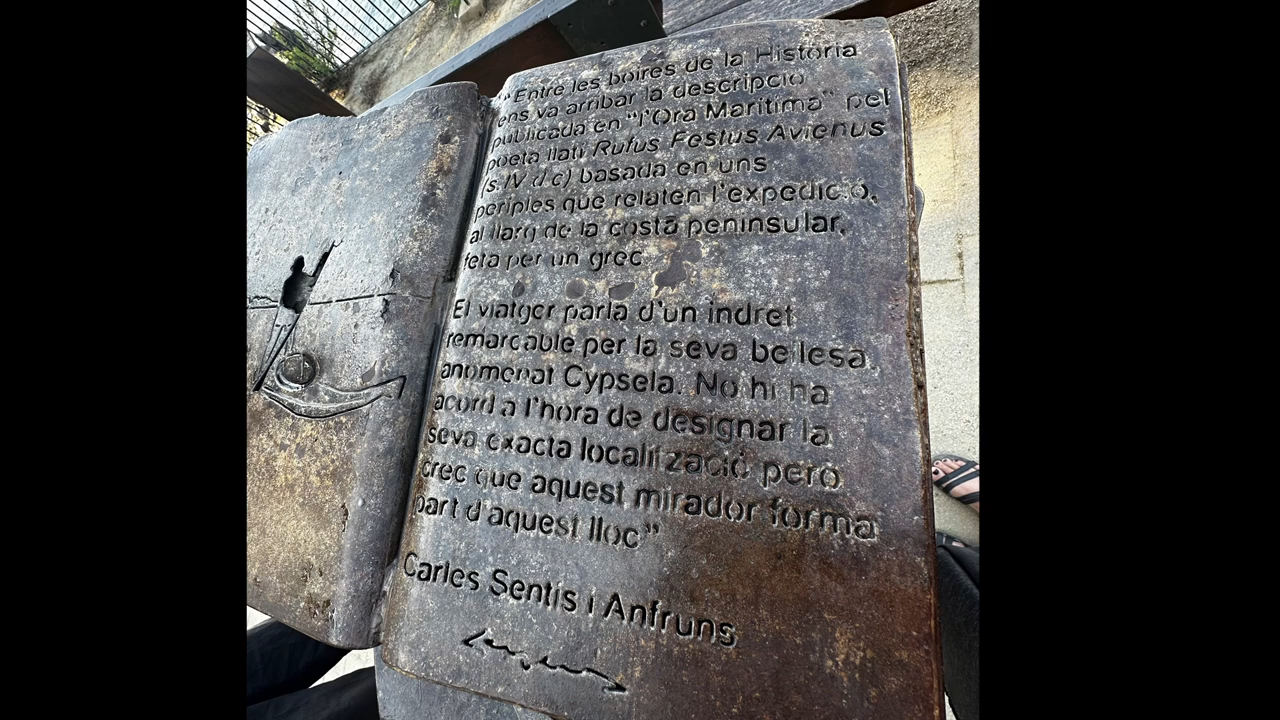 "Entre les boires de la Història
ens va arribar la descripció
publicada en "l'Ora Maritima" pel
poeta llatí Rufus Festus Avienus
(s. IV d.c) basada en uns
periples que relaten l'expedició,
al llarg de la costa peninsular,
feta per un grec.
El viatger parla d'un indret
remarcable per la seva bellesa,
anomenat Cypsela. No hi ha
acord a l'hora de designar la
seva exacta localització però
crec que aquest mirador forma
part d'aquest lloc"
Carles Sentís i Anfruns